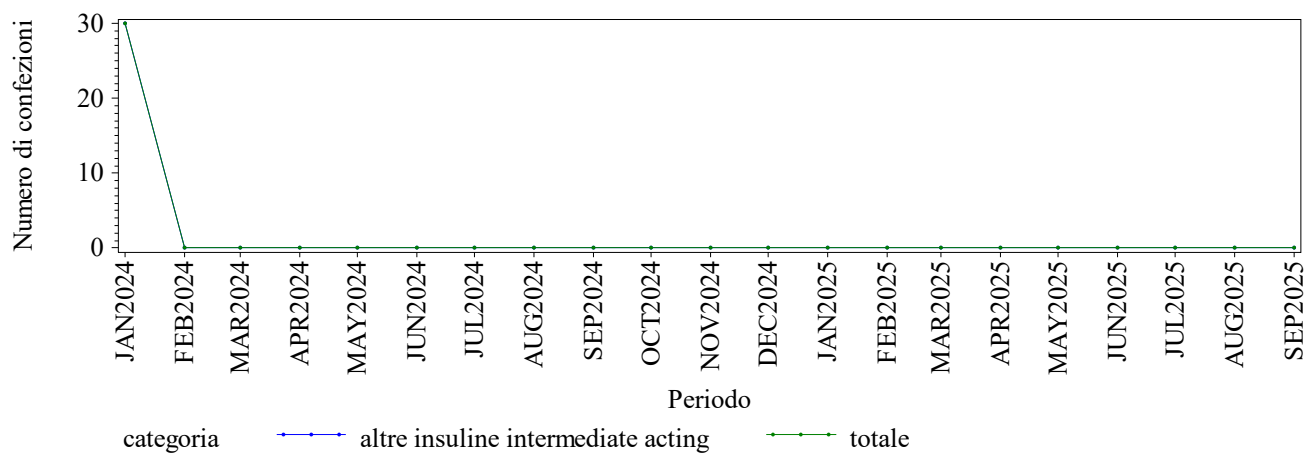 Numero di confezioni
30
20
10
0
JAN2024
FEB2024
MAR2024
APR2024
MAY2024
JUN2024
JUL2024
AUG2024
SEP2024
OCT2024
NOV2024
DEC2024
JAN2025
FEB2025
MAR2025
APR2025
MAY2025
JUN2025
JUL2025
AUG2025
SEP2025
Periodo
categoria altre insuline intermediate acting totale